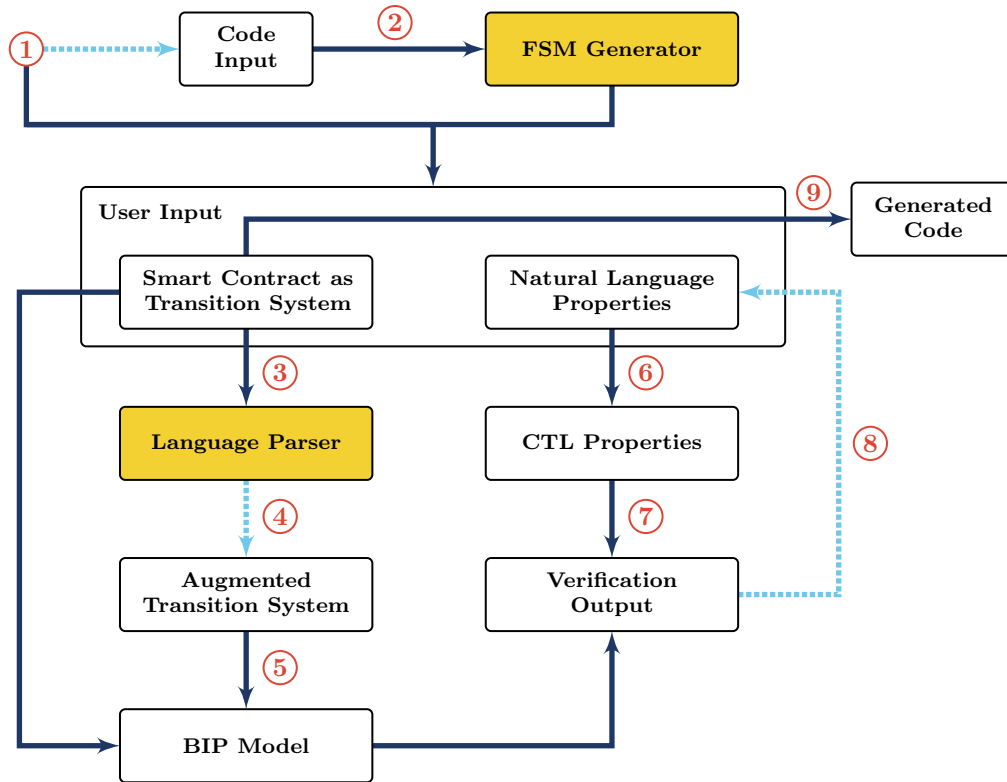 1
Code
Input
2
FSM Generator
User Input
9
Generated
Code
Smart Contract as
Transition System
Natural Language
Properties
3
6
Language Parser
CTL Properties
8
4
7
Augmented
Transition System
Verification
Output
5
BIP Model